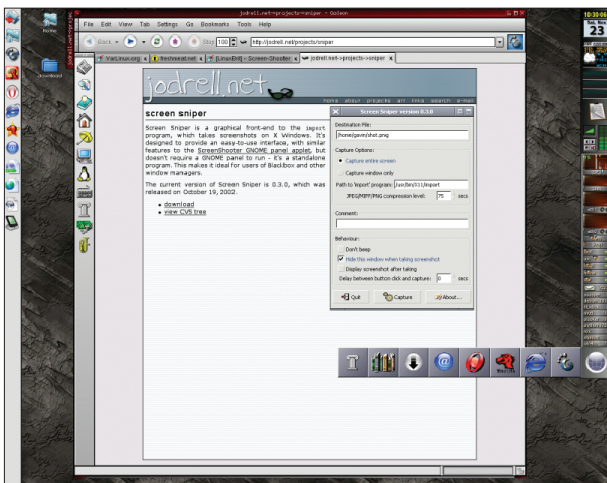 jodrell.net->projects->sniper - Galeon
10:30:06
File Edit View Tab Settings Go Bookmarks Tools Help
23
Home
Back
Stop 100 http://jodrell.net/projects/sniper
VarLinux.org freshmeat.net [LinuxBrit] - Screen-Shooter jodrell.net->projects->sniper
download
jodrell.net
home about projects art links search e-mail
screen sniper
Screen Sniper is a graphical front-end to the import
program, which takes screenshots on X Windows. It's
designed to provide an easy-to-use interface, with similar
features to the ScreenShooter GNOME panel applet, but
doesn't require a GNOME panel to run - it's a standalone
program. This makes it ideal for users of Blackbox and other
window managers.
The current version of Screen Sniper is 0.3.0, which was
released on October 19, 2002.
download
view CVS tree
Screen Sniper version 0.3.0
Destination File:
/home/gavin/shot.png
Capture Options:
Capture entire screen
Capture window only
Path to 'import' program: /usr/bin/X11/import
JPEG/MIFF/PNG compression level: 75 secs
Comment:
Behaviour:
Don't beep
Hide this window when taking screenshot
Display screenshot after taking
Delay between button click and capture: 0 secs
Quit Capture About...